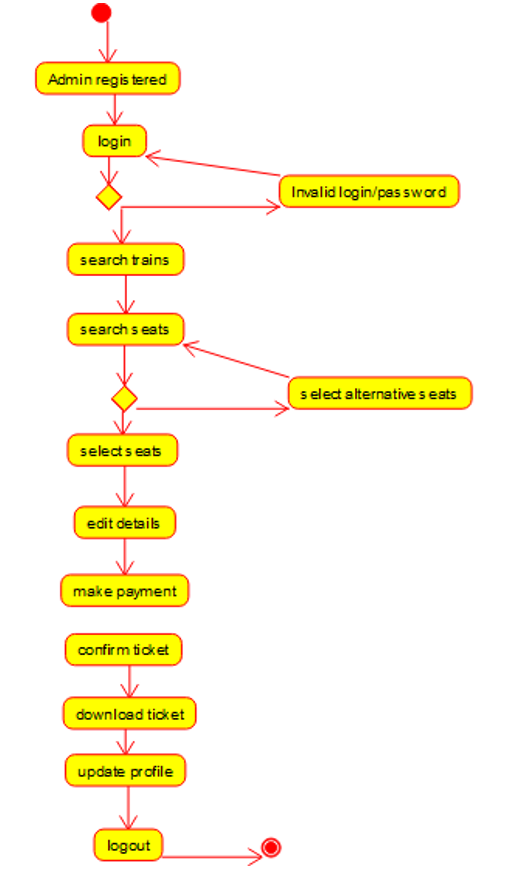 Admin registered
login
Invalid login/password
search trains
search seats
select alternative seats
select seats
edit details
make payment
confirm ticket
download ticket
update profile
logout